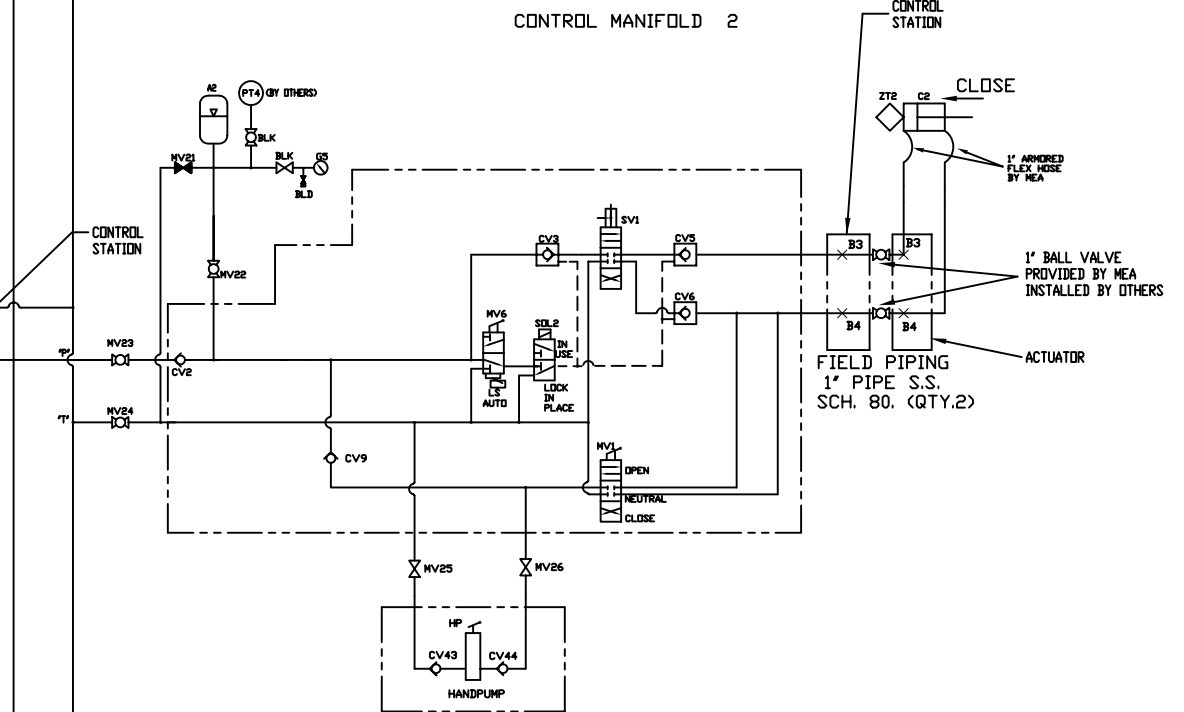 CONTROL MANIFOLD 2
CONTROL
STATION
A2
PT4
(BY OTHERS)
BLK
MV21
BLK
G5
BLD
ZT2
C2
CLOSE
1" ARMORED
FLEX HOSE
BY MEA
CONTROL
STATION
MV22
CV3
SV1
CV5
B3
B3
1" BALL VALVE
PROVIDED BY MEA
INSTALLED BY OTHERS
CV6
B4
B4
'P'
MV23
CV2
MV6
SOL2
IN
USE
LS
AUTO
LOCK
IN
PLACE
ACTUATOR
FIELD PIPING
1" PIPE S.S.
SCH. 80. (QTY.2)
'T'
MV24
CV9
MV1
OPEN
NEUTRAL
CLOSE
MV25
MV26
HP
CV43
CV44
HANDPUMP